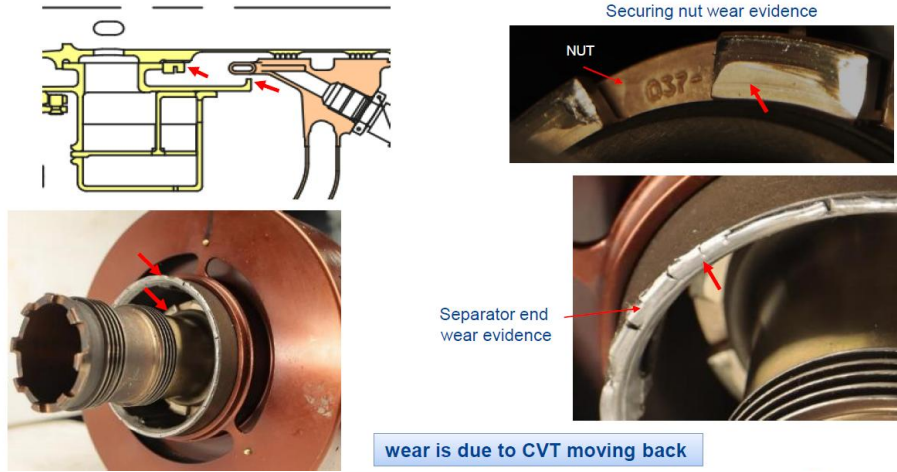 Securing nut wear evidence
NUT
Separator end
wear evidence
wear is due to CVT moving back